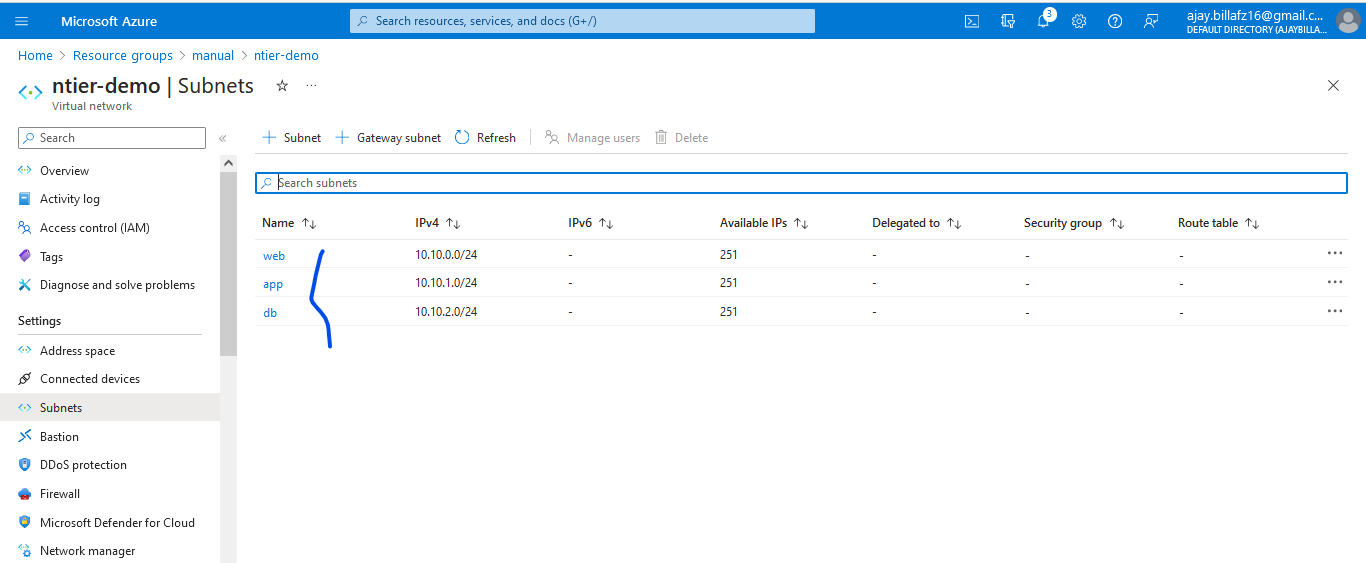 Microsoft Azure
Search resources, services, and docs (G+/)
3
ajay.billafz16@gmail.c...
DEFAULT DIRECTORY (AJAYBILLA...
Home > Resource groups > manual > ntier-demo
ntier-demo | Subnets
Virtual network
Search
Subnet Gateway subnet Refresh Manage users Delete
Overview
Activity log
Access control (IAM)
Tags
Diagnose and solve problems
Settings
Address space
Connected devices
Subnets
Bastion
DDoS protection
Firewall
Microsoft Defender for Cloud
Network manager
Search subnets
Name IPv4 IPv6 Available IPs Delegated to Security group Route table
web 10.10.0.0/24 - 251 - - -
app 10.10.1.0/24 - 251 - - -
db 10.10.2.0/24 - 251 - - -